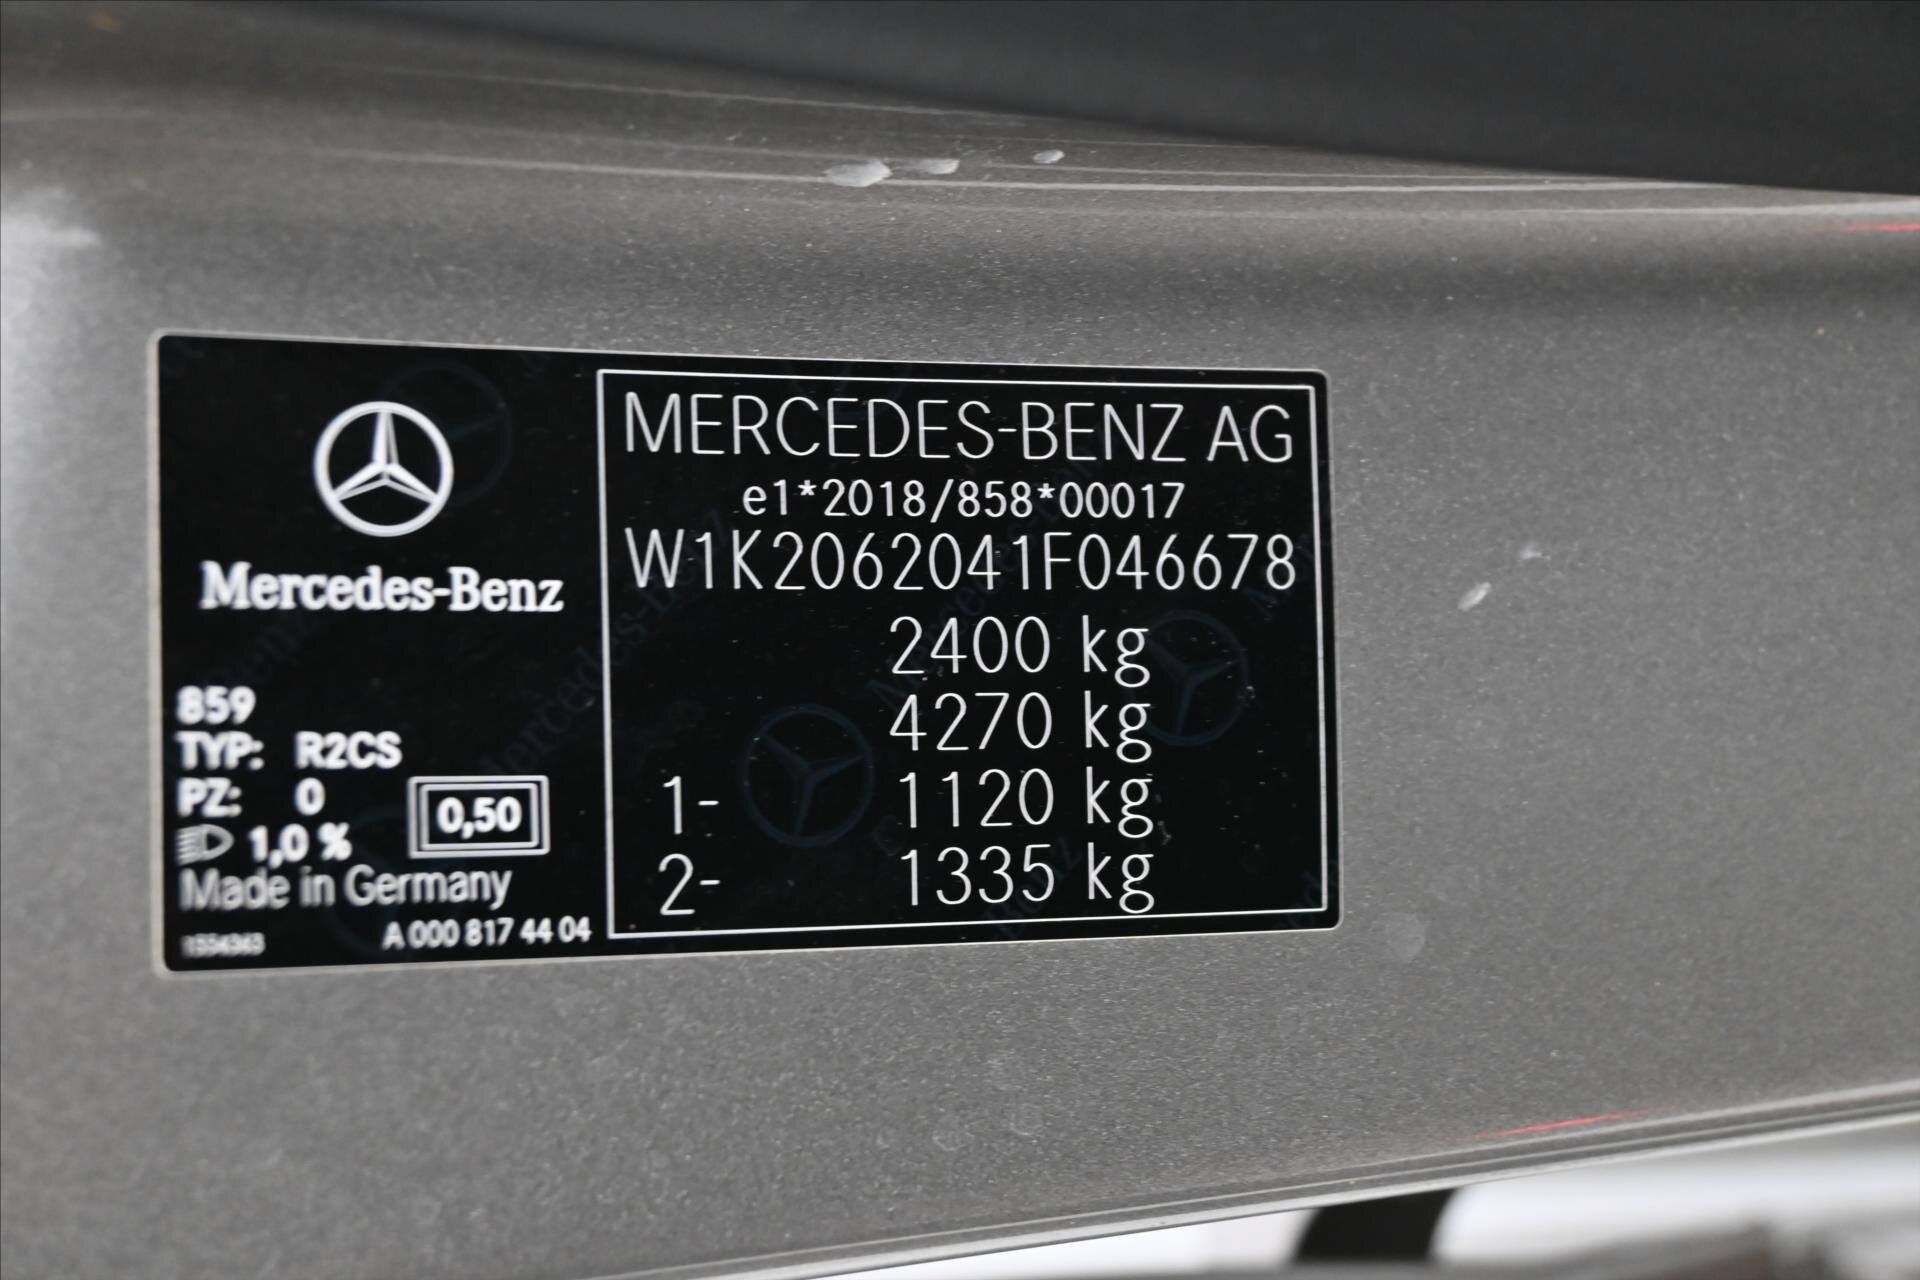 Mercedes-Benz
859
TYP: R2CS
PZ: 0
1,0 %
0,50
Made in Germany
A 000 817 44 04
MERCEDES-BENZ AG
e1*2018/858*00017
W1K2062041F046678
2400 kg
4270 kg
1- 1120 kg
2- 1335 kg